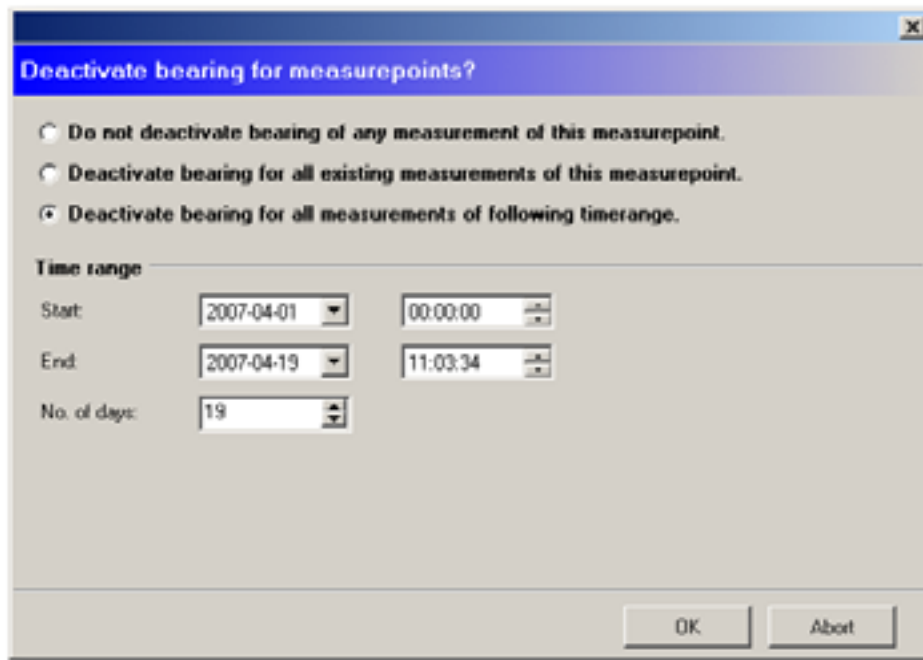 Deactivate bearing for measurepoints?
Do not deactivate bearing of any measurement of this measurepoint.
Deactivate bearing for all existing measurements of this measurepoint.
Deactivate bearing for all measurements of following timerange.
Time range
Start: 2007-04-01 00:00:00
End: 2007-04-19 11:03:34
No. of days: 19
OK Abort